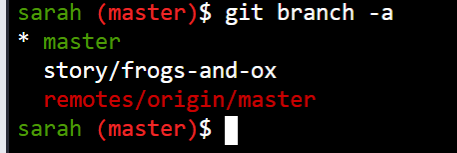 sarah (master)$ git branch -a
* master
  story/frogs-and-ox
  remotes/origin/master
sarah (master)$